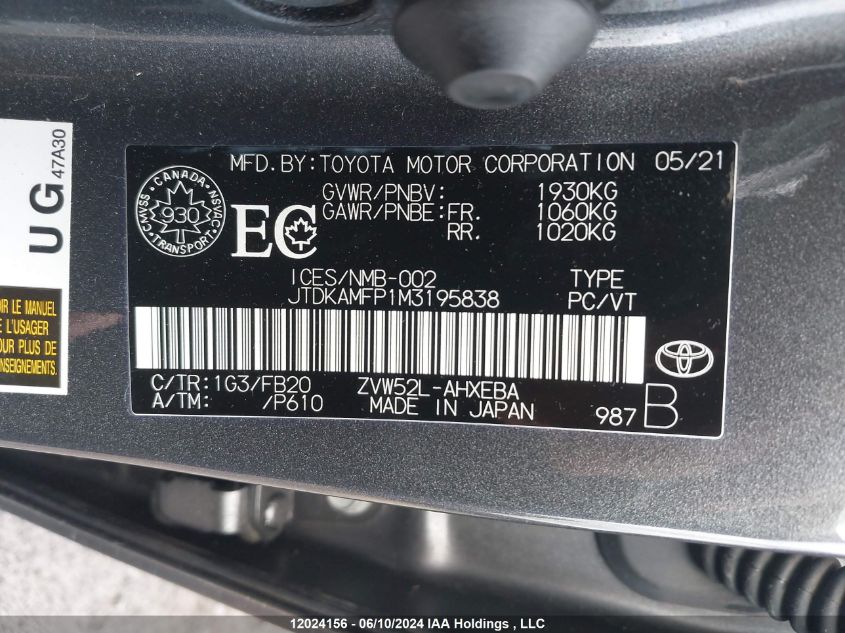 UG 47A30
MFD.BY:TOYOTA MOTOR CORPORATION 05/21
CANADA
CMVSS 930 NSVAC
TRANSPORT
EC
GVWR/PNBV: 1930KG
GAWR/PNBE:FR. 1060KG
RR. 1020KG
ICES/NMB-002 TYPE
JTDKAMFP1M3195838 PC/VT
IR LE MANUEL
L'USAGER
OUR PLUS DE
NSEIGNEMENTS.
C/TR:1G3/FB20 ZVW52L-AHXEBA
A/TM: /P610 MADE IN JAPAN 987 B
12024156 - 06/10/2024 IAA Holdings , LLC